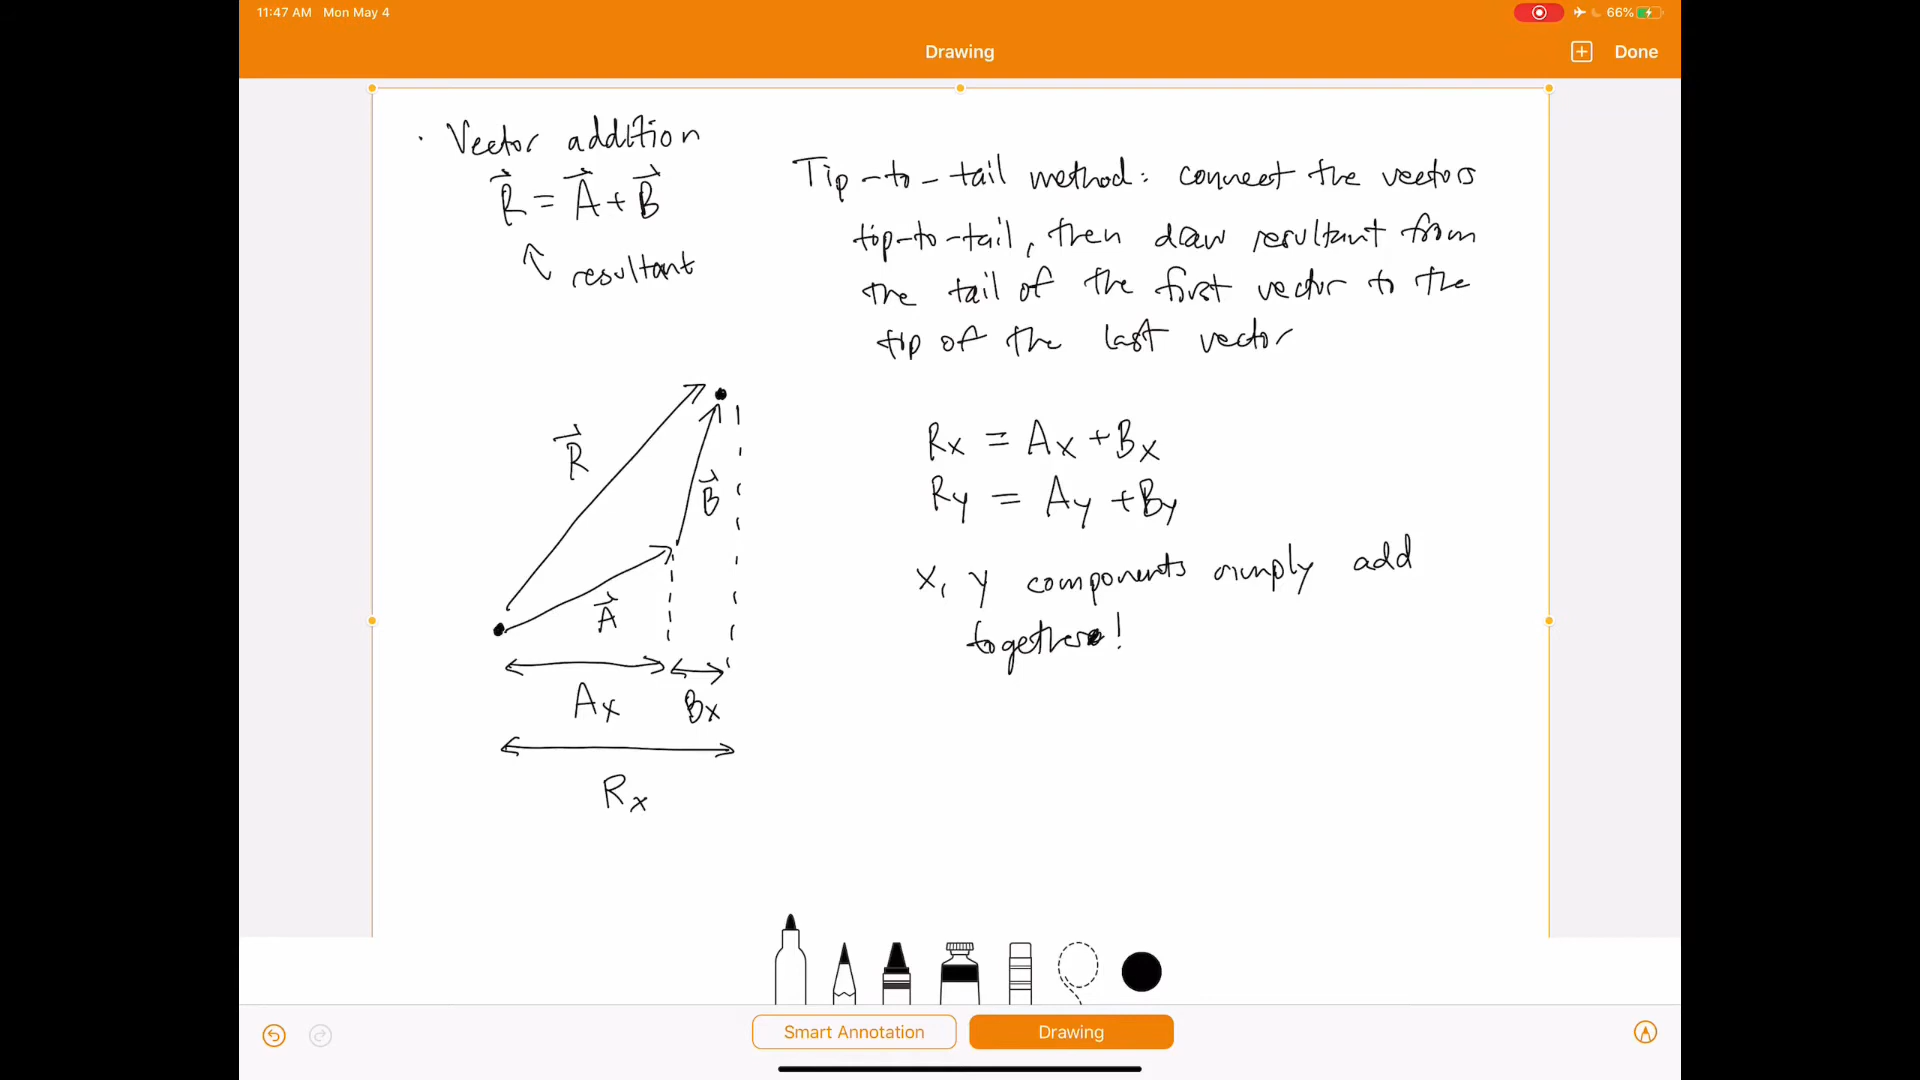 11:47 AM Mon May 4
66%
Drawing
Done
· Vector addition
R⃗ = A⃗ + B⃗
resultant
Tip-to-tail method: connect the vectors
tip-to-tail, then draw resultant from
the tail of the first vector to the
tip of the last vector
R⃗
B⃗
A⃗
Ax
Bx
Rx
Rx = Ax + Bx
Ry = Ay + By
x, y components simply add
together!
Smart Annotation
Drawing